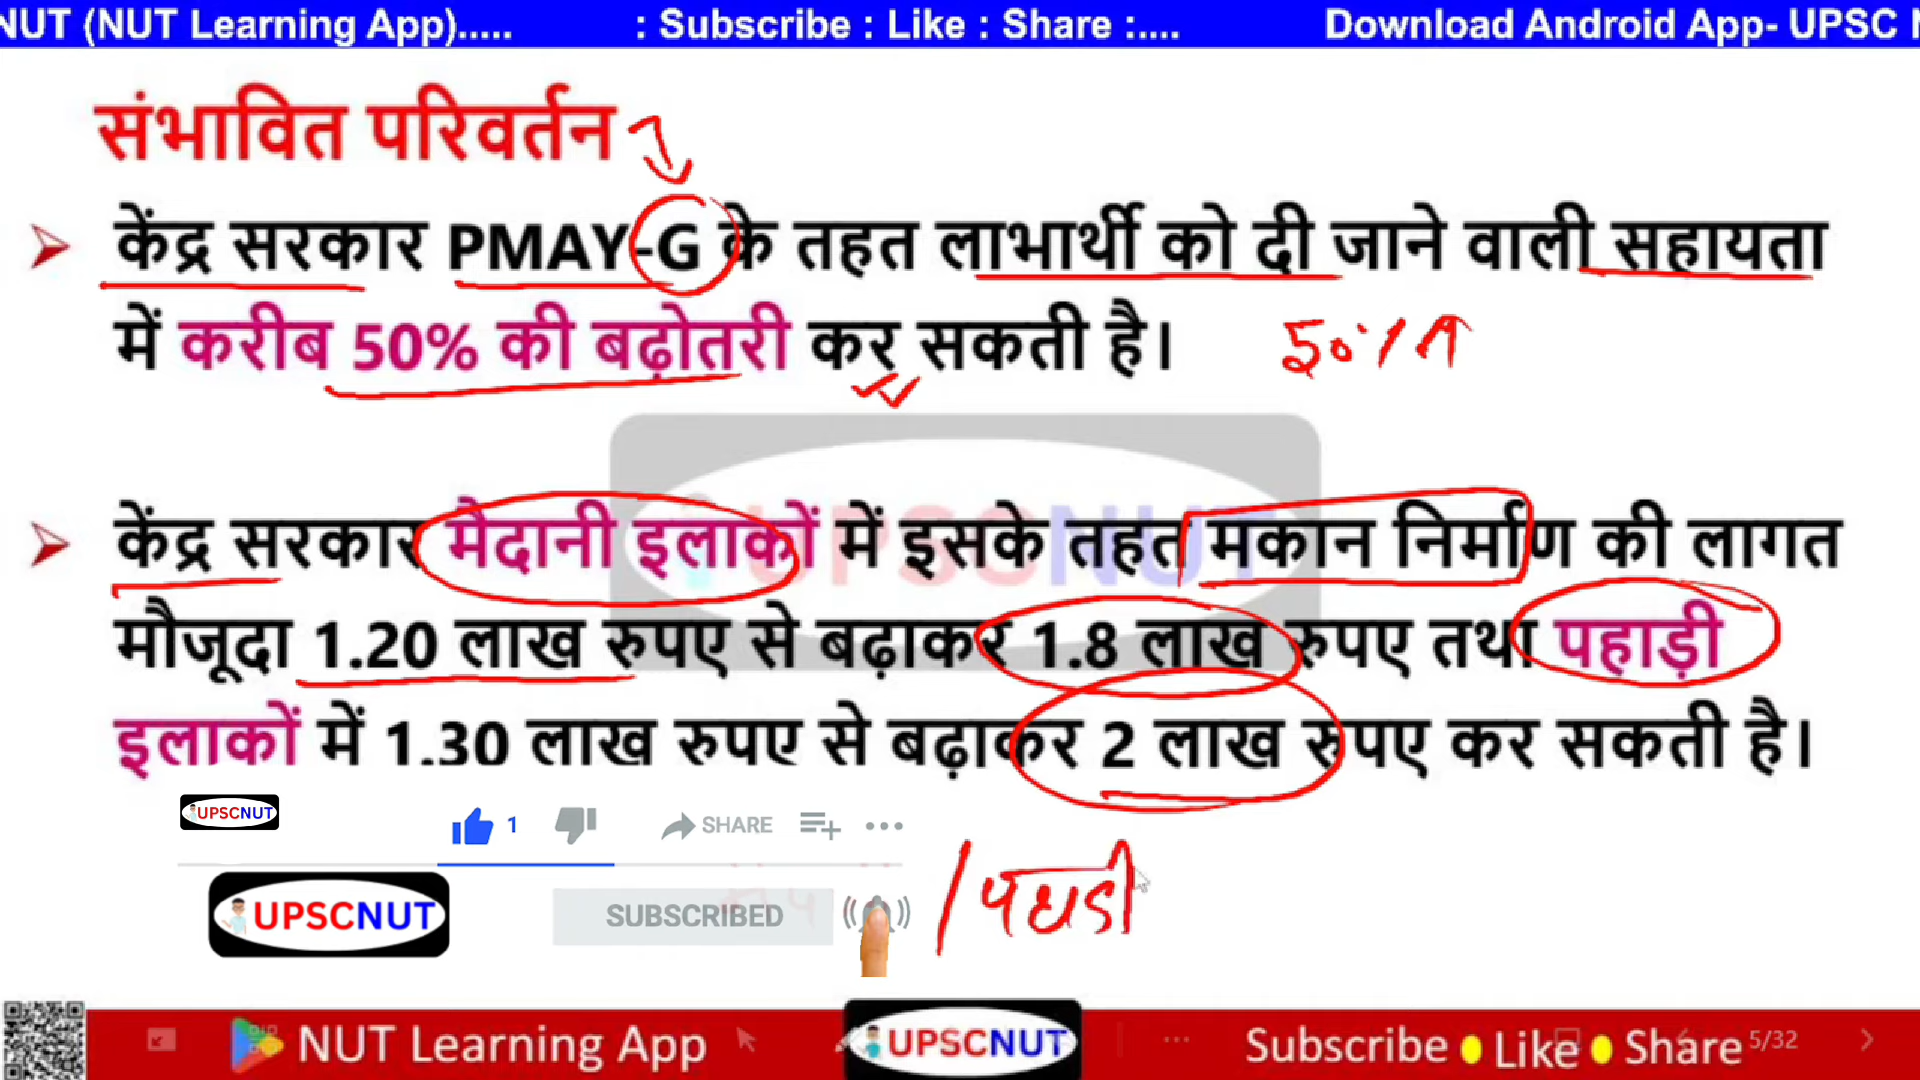 NUT (NUT Learning App)..... : Subscribe : Like : Share :.... Download Android App- UPSC N
संभावित परिवर्तन
केंद्र सरकार PMAY-G के तहत लाभार्थी को दी जाने वाली सहायता
में करीब 50% की बढ़ोतरी कर सकती है।
50% ↑
केंद्र सरकार मैदानी इलाकों में इसके तहत मकान निर्माण की लागत
मौजूदा 1.20 लाख रुपए से बढ़ाकर 1.8 लाख रुपए तथा पहाड़ी
इलाकों में 1.30 लाख रुपए से बढ़ाकर 2 लाख रुपए कर सकती है।
UPSCNUT
UPSCNUT 1 SHARE
UPSCNUT SUBSCRIBED
NUT Learning App UPSCNUT Subscribe Like Share 5/32